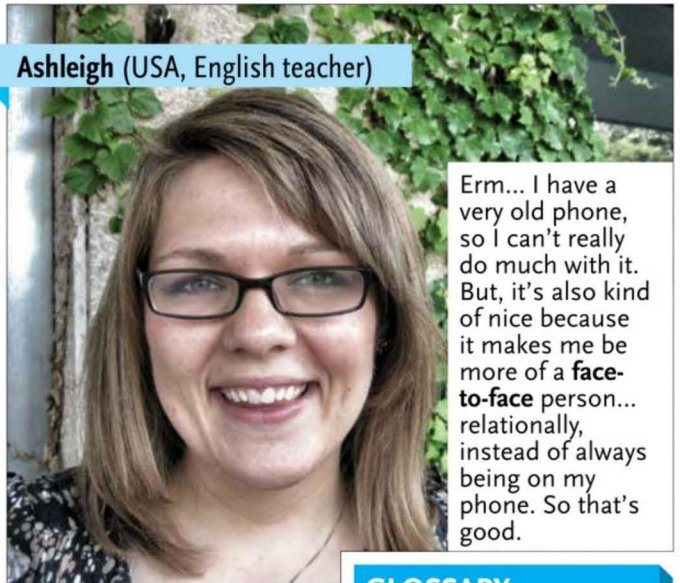 Ashleigh (USA, English teacher)
Erm... I have a
very old phone,
so I can't really
do much with it.
But, it's also kind
of nice because
it makes me be
more of a face-
to-face person...
relationally,
instead of always
being on my
phone. So that's
good.
GLOSSARY